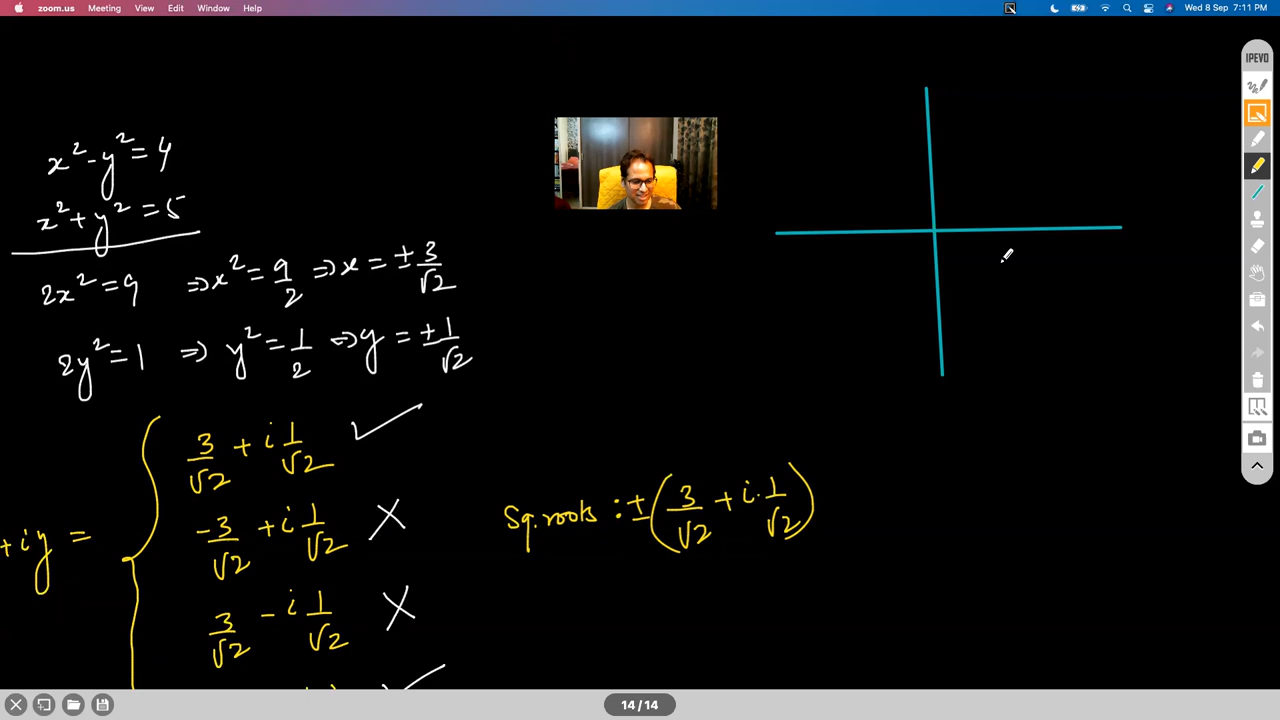 zoom.us Meeting View Edit Window Help Wed 8 Sep 7:11 PM
IPEVO
x² - y² = 4
x² + y² = 5
2x² = 9 ⇒ x² = 9/2 ⇒ x = ± 3/√2
2y² = 1 ⇒ y² = 1/2 ⇒ y = ± 1/√2
3/√2 + i 1/√2 ✓
-3/√2 + i 1/√2 X
+iy = {
3/√2 - i 1/√2 X
✓
Sq. roots : ± (3/√2 + i · 1/√2)
14 / 14